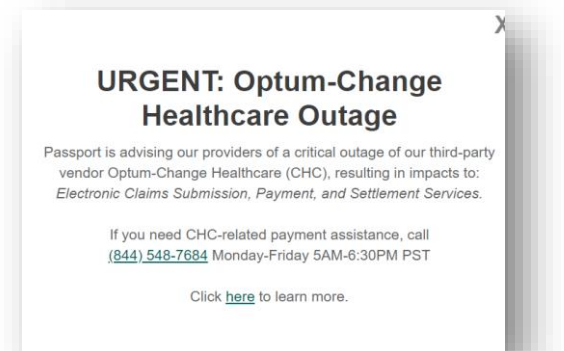 X
URGENT: Optum-Change
Healthcare Outage
Passport is advising our providers of a critical outage of our third-party
vendor Optum-Change Healthcare (CHC), resulting in impacts to:
Electronic Claims Submission, Payment, and Settlement Services.
If you need CHC-related payment assistance, call
(844) 548-7684 Monday-Friday 5AM-6:30PM PST
Click here to learn more.